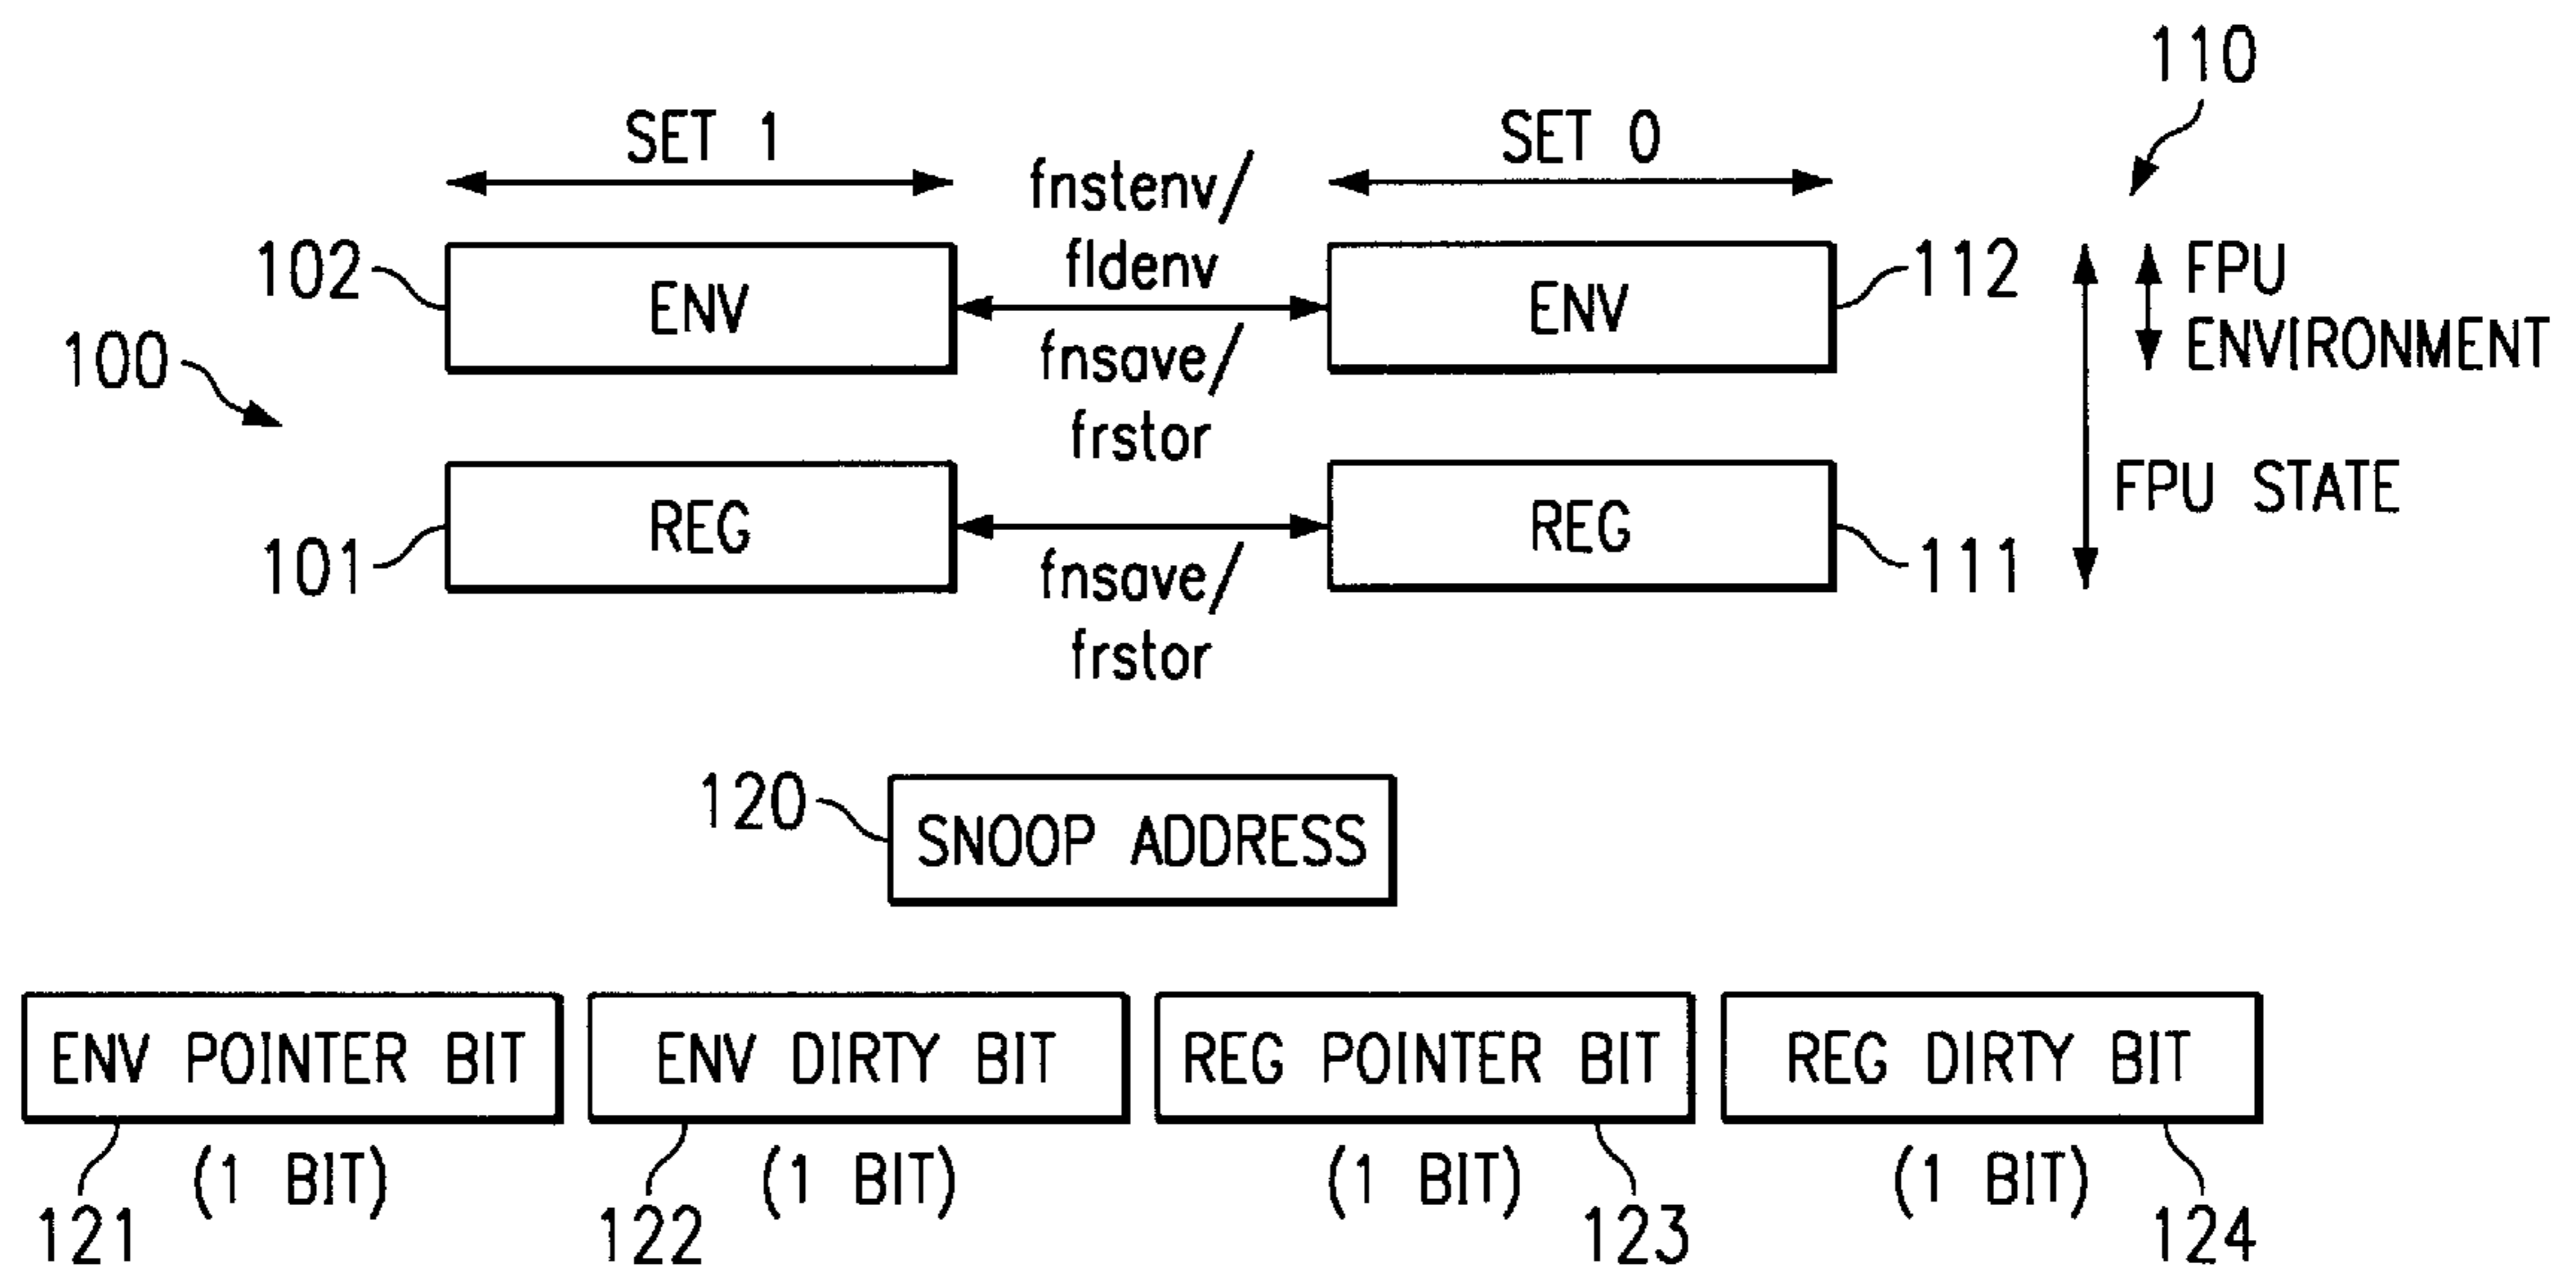 110
SET 1
SET 0
fnstenv/
fldenv
102
ENV
ENV
112
FPU
ENVIRONMENT
100
fnsave/
frstor
FPU STATE
101
REG
REG
111
fnsave/
frstor
120
SNOOP ADDRESS
ENV POINTER BIT
ENV DIRTY BIT
REG POINTER BIT
REG DIRTY BIT
(1 BIT)
(1 BIT)
(1 BIT)
(1 BIT)
121
122
123
124